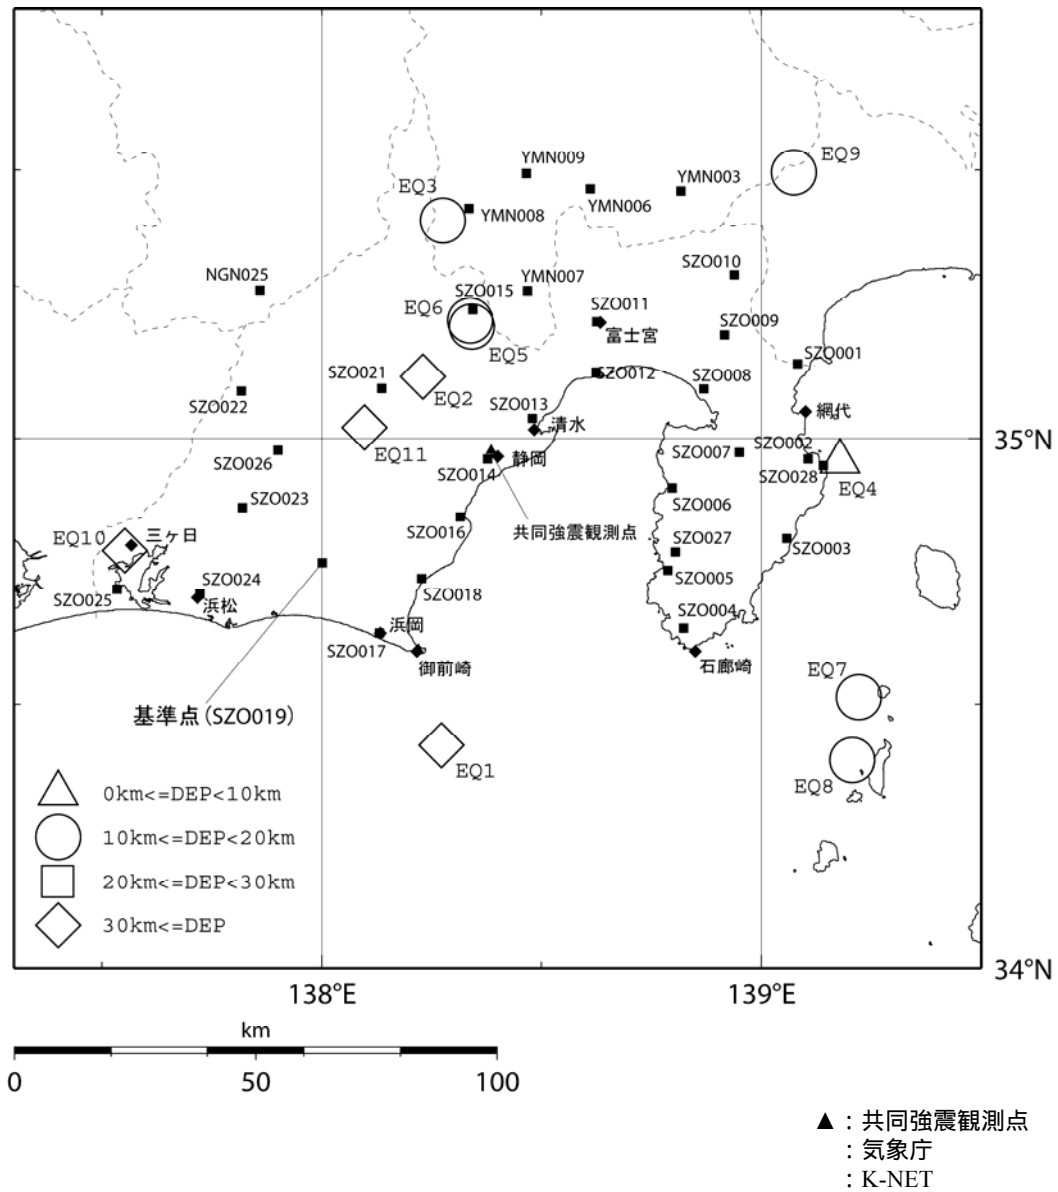 YMN009
EQ9
EQ3
YMN003
YMN008
YMN006
NGN025
SZO010
YMN007
SZO015
EQ6
SZO011
SZO009
富士宮
EQ5
SZO001
SZO021
SZO012
SZO008
EQ2
SZO022
SZO013
網代
清水
SZO002
EQ11
SZO007
SZO026
静岡
SZO014
SZO028
EQ4
SZO023
SZO006
SZO016
共同強震観測点
EQ10
三ヶ日
SZO027
SZO003
SZO024
SZO005
SZO025
浜松
SZO018
SZO004
浜岡
SZO017
御前崎
石廊崎
EQ7
基準点(SZO019)
EQ1
EQ8
35°N
0km<=DEP<10km
10km<=DEP<20km
20km<=DEP<30km
30km<=DEP
34°N
138°E
139°E
km
0
50
100
▲：共同強震観測点
：気象庁
：K-NET